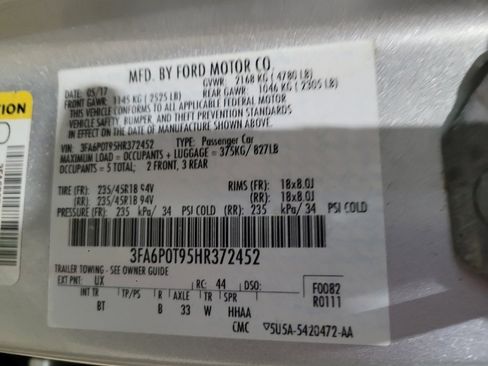 MFD. BY FORD MOTOR CO.
DATE: 05/17 GVWR: 2168 KG ( 4780 LB)
FRONT GAWR: 1145 KG ( 2525 LB) REAR GAWR: 1046 KG ( 2305 LB)
THIS VEHICLE CONFORMS TO ALL APPLICABLE FEDERAL MOTOR
VEHICLE SAFETY, BUMPER, AND THEFT PREVENTION STANDARDS
IN EFFECT ON THE DATE OF MANUFACTURE SHOWN ABOVE.
VIN: 3FA6P0T95HR372452 TYPE: Passenger Car
MAXIMUM LOAD = OCCUPANTS + LUGGAGE = 375KG/ 827LB
OCCUPANTS = 5 TOTAL; 2 FRONT, 3 REAR
TIRE (FR): 235/45R18 94V RIMS (FR): 18x8.0J
(RR): 235/45R18 94V (RR): 18x8.0J
PRESSURE (FR): 235 kPa/ 34 PSI COLD (RR): 235 kPa/ 34 PSI COLD
3FA6P0T95HR372452
TRAILER TOWING - SEE OWNER GUIDE
EXT PNT: UX RC: 44 DSO: F0082
R0111
INT TR TP/PS R AXLE TR SPR
BT B 33 W HHAA
CMC 5U5A-5420472-AA